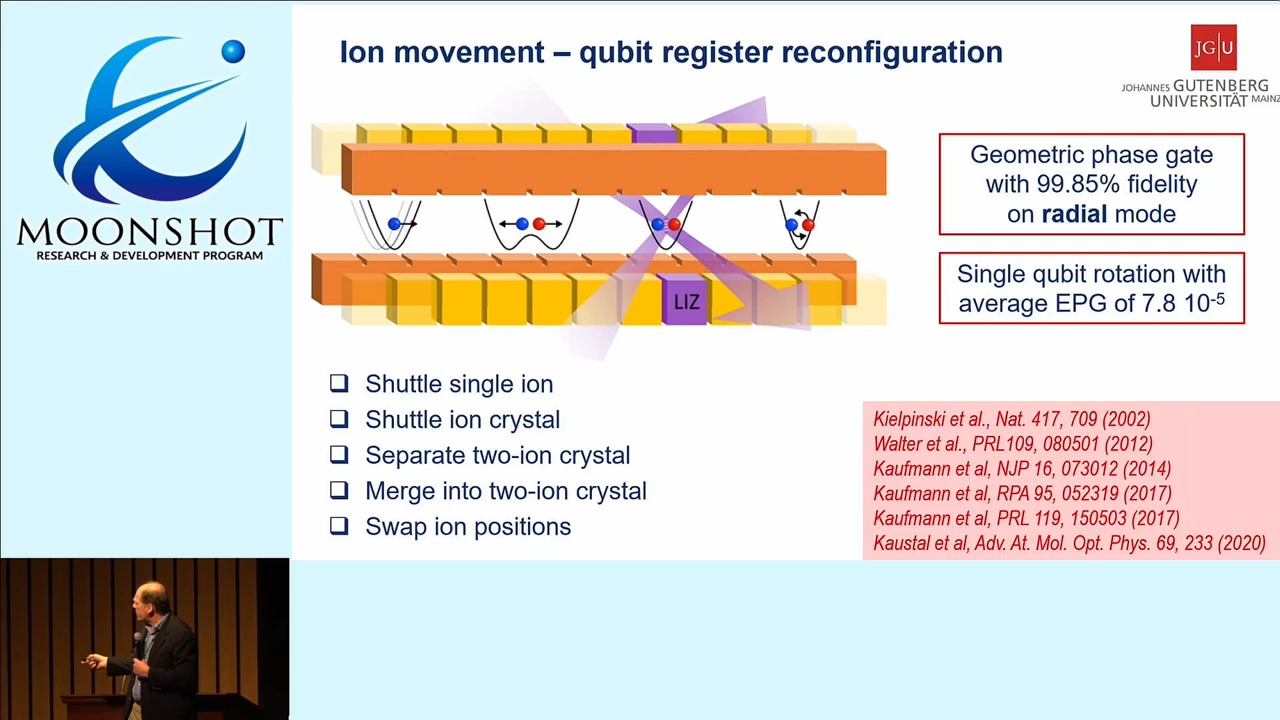 MOONSHOT
RESEARCH & DEVELOPMENT PROGRAM
Ion movement – qubit register reconfiguration
JG|U
JOHANNES GUTENBERG
UNIVERSITÄT MAINZ
LIZ
Geometric phase gate
with 99.85% fidelity
on radial mode
Single qubit rotation with
average EPG of 7.8 10⁻⁵
❑ Shuttle single ion
❑ Shuttle ion crystal
❑ Separate two-ion crystal
❑ Merge into two-ion crystal
❑ Swap ion positions
Kielpinski et al., Nat. 417, 709 (2002)
Walter et al., PRL109, 080501 (2012)
Kaufmann et al, NJP 16, 073012 (2014)
Kaufmann et al, RPA 95, 052319 (2017)
Kaufmann et al, PRL 119, 150503 (2017)
Kaustal et al, Adv. At. Mol. Opt. Phys. 69, 233 (2020)